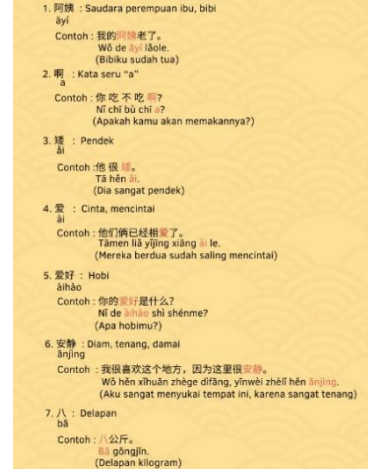 1. 阿姨 : Saudara perempuan ibu, bibi
āyí
Contoh : 我的阿姨老了。
Wǒ de āyí lǎole.
(Bibiku sudah tua)
2. 啊 : Kata seru “a”
a
Contoh : 你 吃 不 吃 啊?
Nǐ chī bù chī a?
(Apakah kamu akan memakannya?)
3. 矮 : Pendek
ǎi
Contoh :他 很 矮。
Tā hěn ǎi.
(Dia sangat pendek)
4. 爱 : Cinta, mencintai
ài
Contoh : 他们俩已经相爱了。
Tāmen liǎ yǐjīng xiāng ài le.
(Mereka berdua sudah saling mencintai)
5. 爱好 : Hobi
àihào
Contoh : 你的爱好是什么?
Nǐ de àihào shì shénme?
(Apa hobimu?)
6. 安静 : Diam, tenang, damai
ānjìng
Contoh : 我很喜欢这个地方，因为这里很安静.
Wǒ hěn xǐhuān zhège dìfāng, yīnwèi zhèlǐ hěn ānjìng.
(Aku sangat menyukai tempat ini, karena sangat tenang)
7. 八 : Delapan
bā
Contoh : 八公斤。
Bā gōngjīn.
(Delapan kilogram)